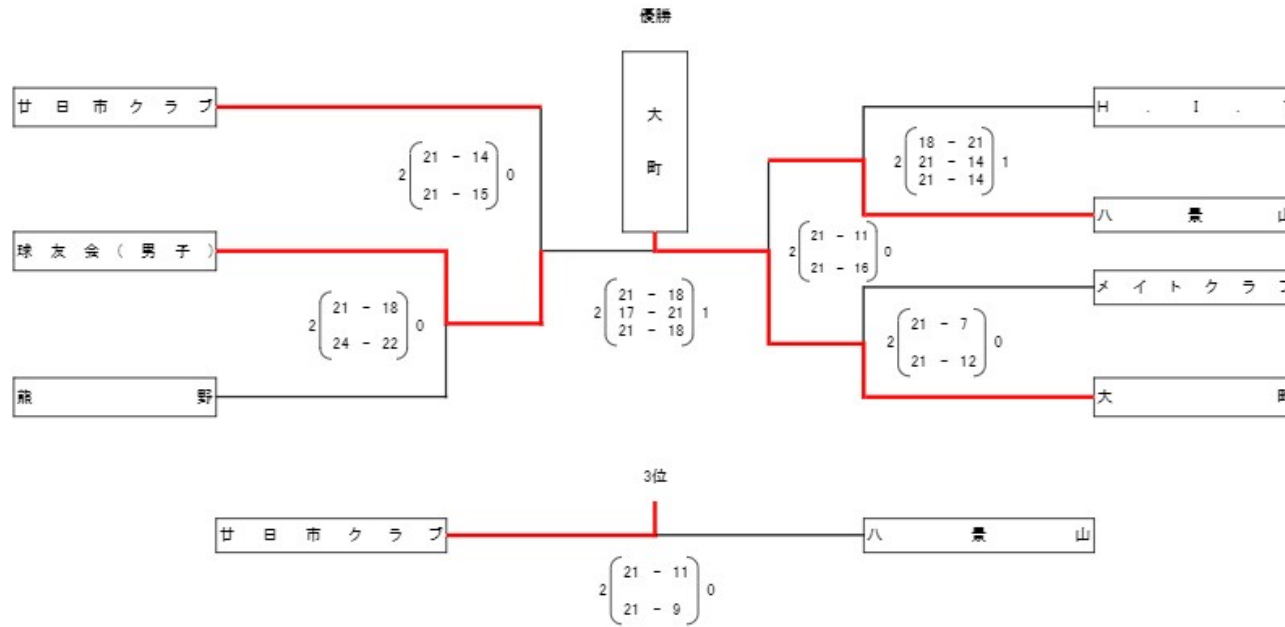 優勝
大町
廿日市クラブ
2 (21 - 14 21 - 15) 0
球友会(男子)
2 (21 - 18 24 - 22) 0
熊野
2 (21 - 18 17 - 21 21 - 18) 1
H.I.
2 (18 - 21 21 - 14 21 - 14) 1
八景山
2 (21 - 11 21 - 16) 0
メイトクラブ
2 (21 - 7 21 - 12) 0
大町
3位
廿日市クラブ
八景山
2 (21 - 11 21 - 9) 0